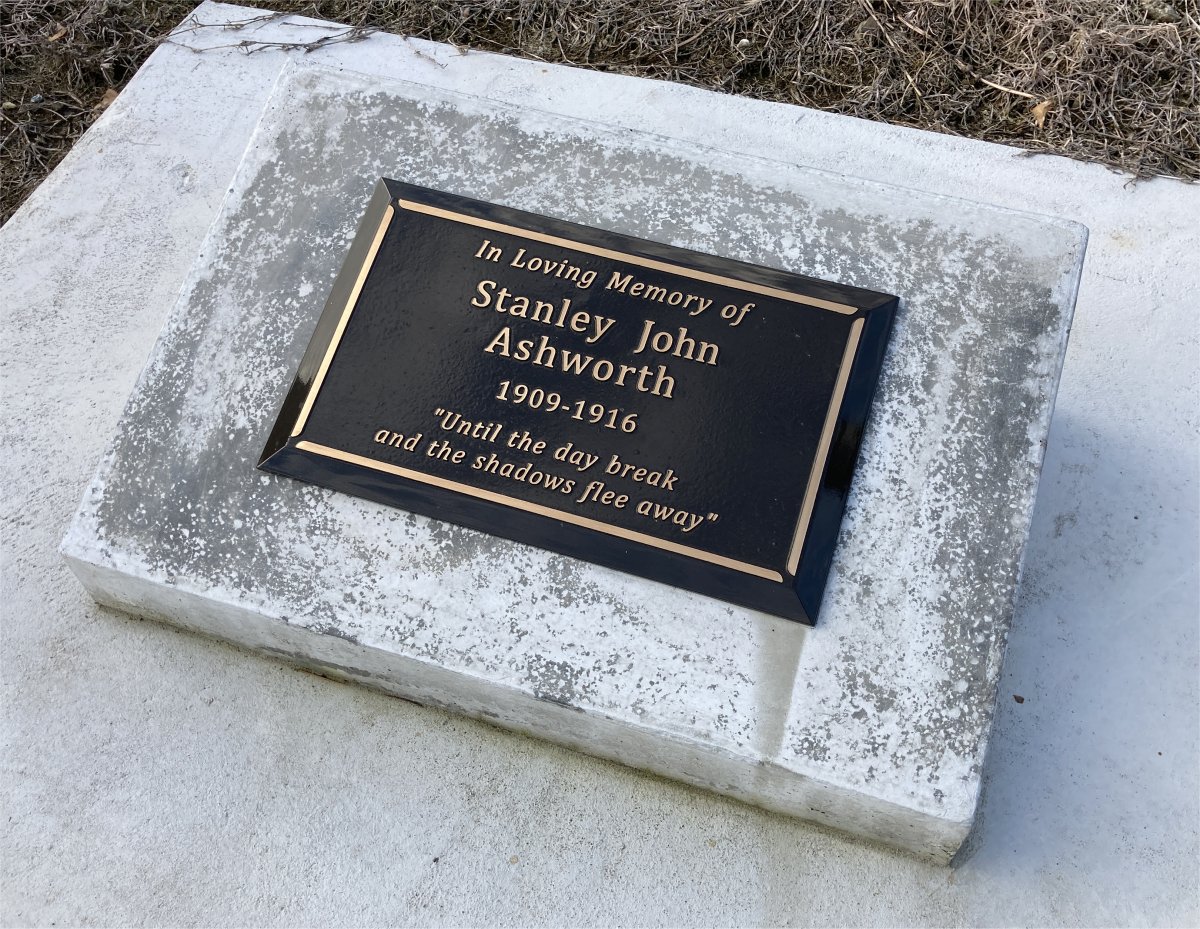 In Loving Memory of
Stanley John
Ashworth
1909-1916
"Until the day break
and the shadows flee away"